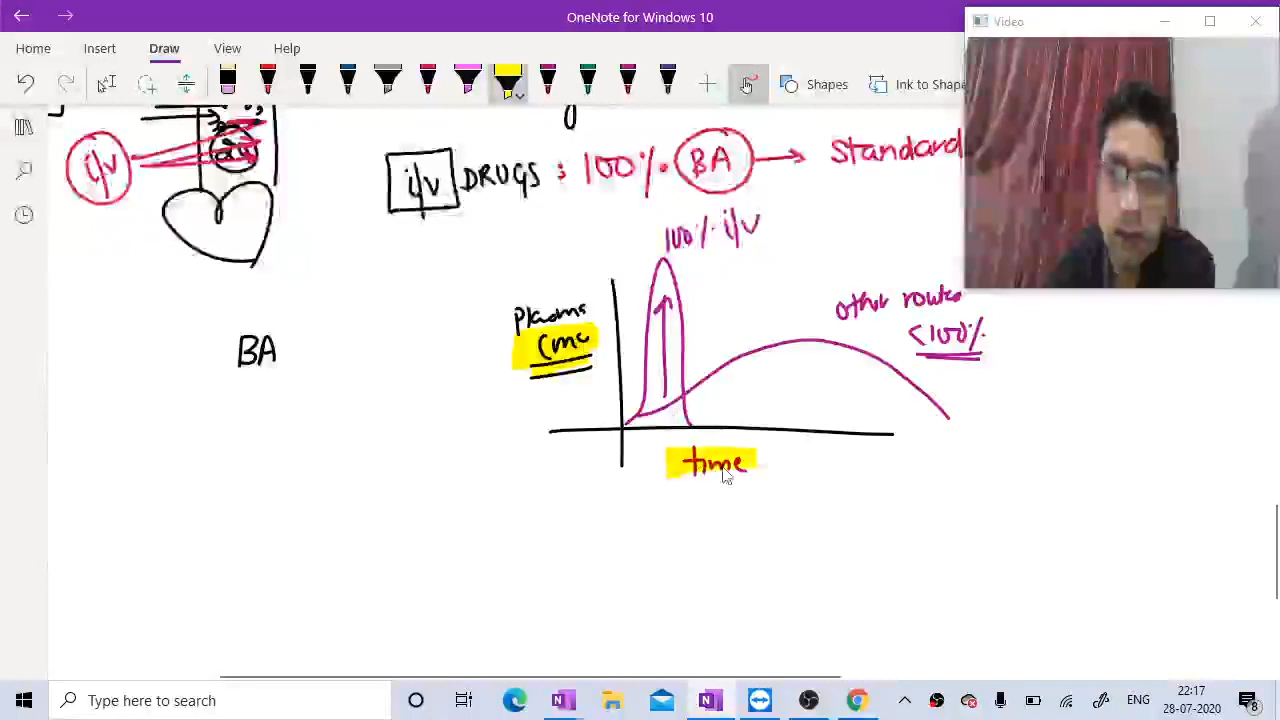 OneNote for Windows 10
Video
Home Insert Draw View Help
Shapes
Ink to Shape
i/v
i/v DRUGS : 100% BA → Standard
100% i/v
other routes
<100%
Plasma
Cmc
BA
time
Type here to search
ENG
22:17
28-07-2020
8